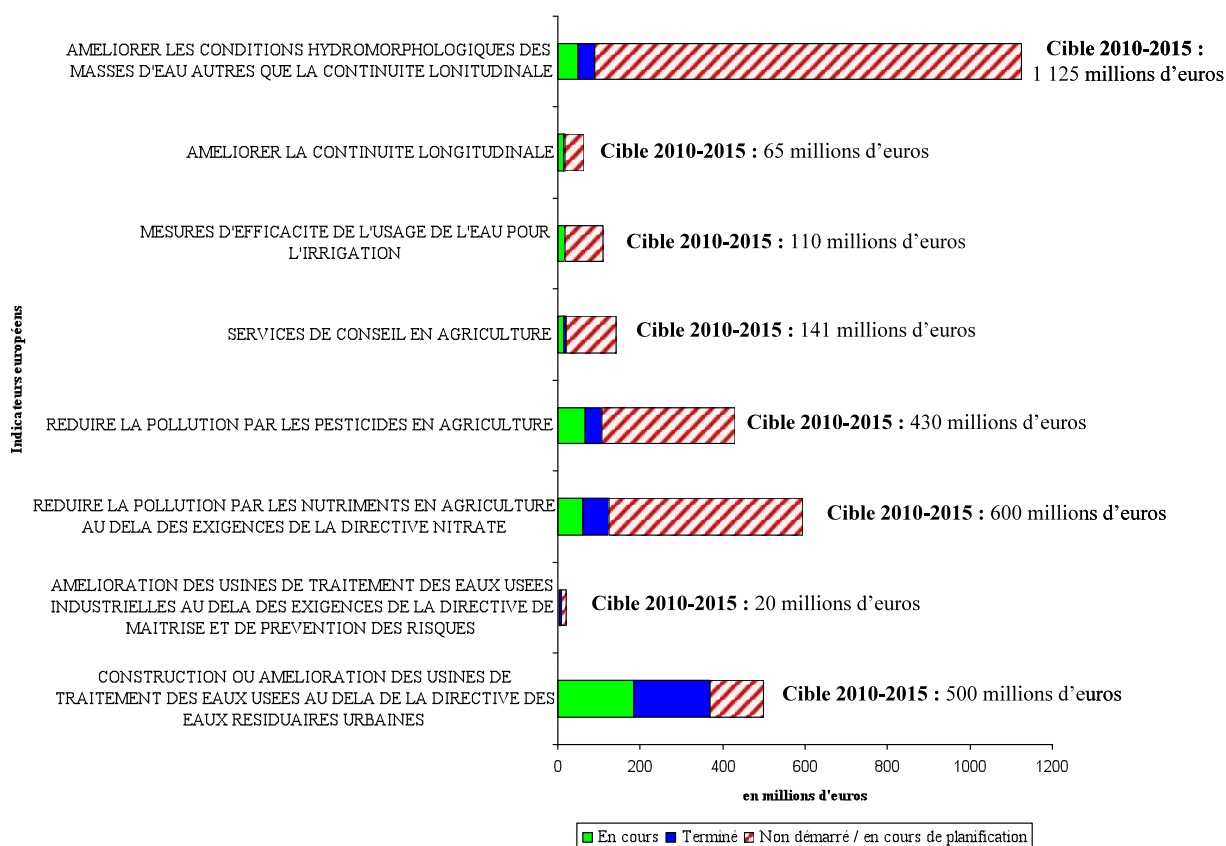 AMELIORER LES CONDITIONS HYDROMORPHOLOGIQUES DES
MASSES D'EAU AUTRES QUE LA CONTINUITE LONITUDINALE
Cible 2010-2015 :
1 125 millions d'euros
AMELIORER LA CONTINUITE LONGITUDINALE
Cible 2010-2015 : 65 millions d'euros
MESURES D'EFFICACITE DE L'USAGE DE L'EAU POUR
L'IRRIGATION
Cible 2010-2015 : 110 millions d'euros
SERVICES DE CONSEIL EN AGRICULTURE
Cible 2010-2015 : 141 millions d'euros
REDUIRE LA POLLUTION PAR LES PESTICIDES EN AGRICULTURE
Cible 2010-2015 : 430 millions d'euros
REDUIRE LA POLLUTION PAR LES NUTRIMENTS EN AGRICULTURE
AU DELA DES EXIGENCES DE LA DIRECTIVE NITRATE
Cible 2010-2015 : 600 millions d'euros
AMELIORATION DES USINES DE TRAITEMENT DES EAUX USEES
INDUSTRIELLES AU DELA DES EXIGENCES DE LA DIRECTIVE DE
MAITRISE ET DE PREVENTION DES RISQUES
Cible 2010-2015 : 20 millions d'euros
CONSTRUCTION OU AMELIORATION DES USINES DE
TRAITEMENT DES EAUX USEES AU DELA DE LA DIRECTIVE DES
EAUX RESIDUAIRES URBAINES
Cible 2010-2015 : 500 millions d'euros
Indicateurs européens
0 200 400 600 800 1000 1200
en millions d'euros
En cours Terminé Non démarré / en cours de planification